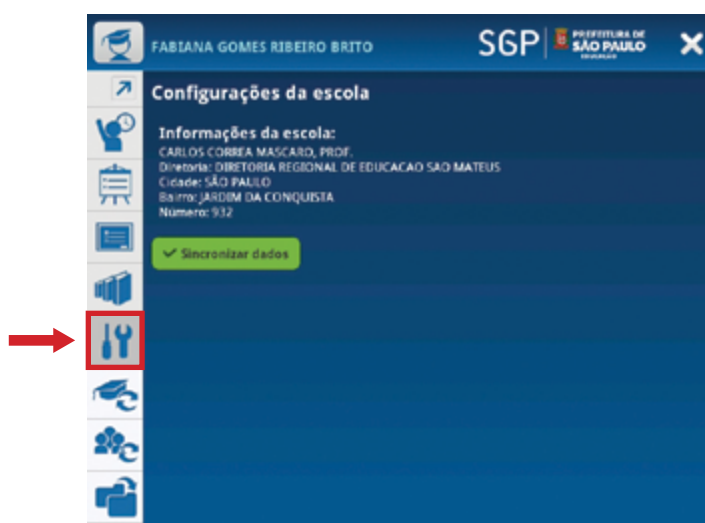 FABIANA GOMES RIBEIRO BRITO
SGP
PREFEITURA DE
SÃO PAULO
EDUCAÇÃO
Configurações da escola
Informações da escola:
CARLOS CORREA MASCARO, PROF.
Diretoria: DIRETORIA REGIONAL DE EDUCACAO SAO MATEUS
Cidade: SÃO PAULO
Bairro: JARDIM DA CONQUISTA
Número: 932
Sincronizar dados